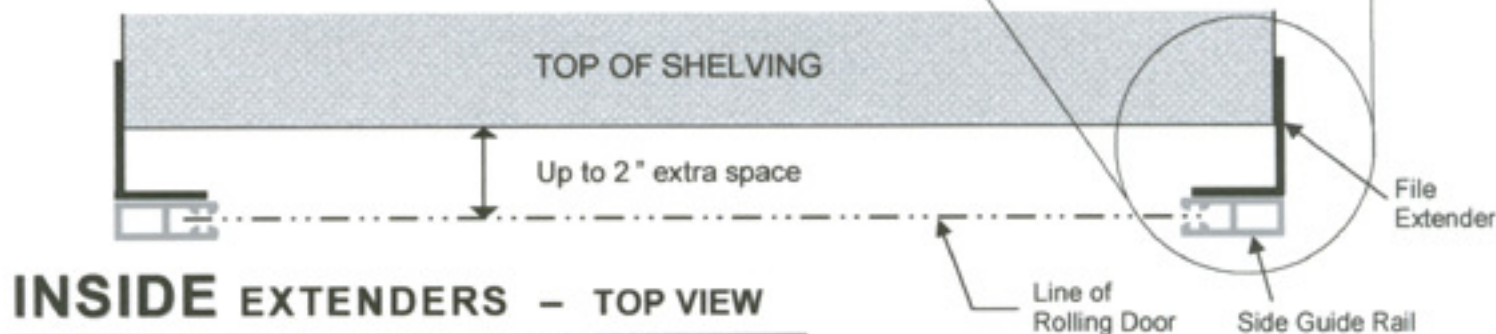 TOP OF SHELVING
Up to 2 " extra space
File
Extender
Line of
Rolling Door
Side Guide Rail
INSIDE EXTENDERS – TOP VIEW